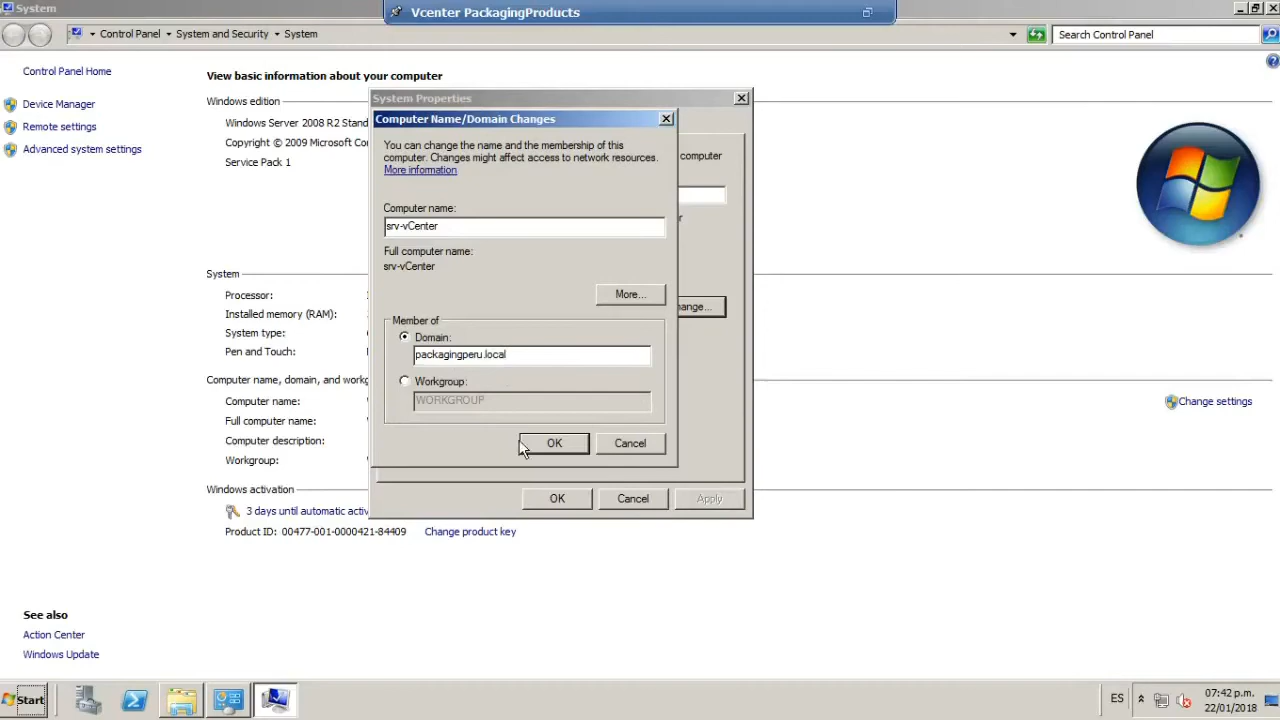 System
Vcenter PackagingProducts
Control Panel
System and Security
System
Search Control Panel
Control Panel Home
Device Manager
Remote settings
Advanced system settings
View basic information about your computer
Windows edition
Windows Server 2008 R2 Stand
Copyright © 2009 Microsoft Co
Service Pack 1
System
Processor:
Installed memory (RAM):
System type:
Pen and Touch:
Computer name, domain, and workg
Computer name:
Full computer name:
Computer description:
Workgroup:
Change settings
Windows activation
3 days until automatic activ
Product ID: 00477-001-0000421-84409
Change product key
See also
Action Center
Windows Update
System Properties
computer
hange...
OK
Cancel
Apply
Computer Name/Domain Changes
You can change the name and the membership of this
computer. Changes might affect access to network resources.
More information
Computer name:
srv-vCenter
Full computer name:
srv-vCenter
More...
Member of
Domain:
packagingperu.local
Workgroup:
WORKGROUP
OK
Cancel
Start
ES
07:42 p.m.
22/01/2018